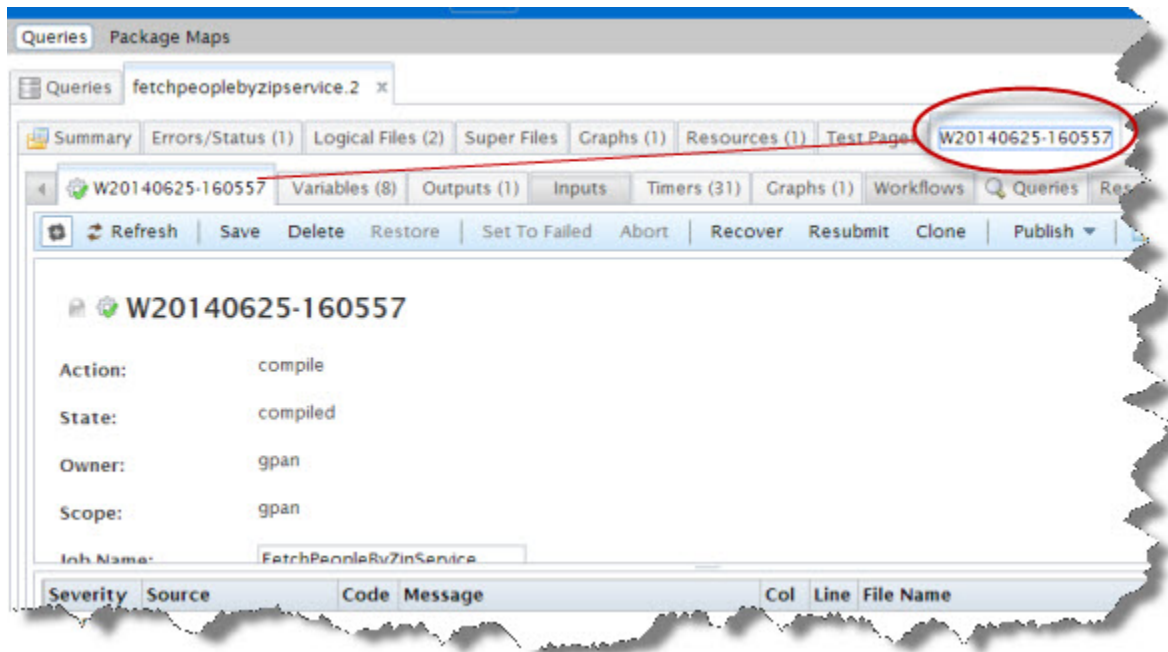 Queries Package Maps
Queries fetchpeoplebyzipservice.2 x
Summary Errors/Status (1) Logical Files (2) Super Files Graphs (1) Resources (1) Test Pages W20140625-160557
W20140625-160557 Variables (8) Outputs (1) Inputs Timers (31) Graphs (1) Workflows Queries Res
Refresh Save Delete Restore Set To Failed Abort Recover Resubmit Clone Publish
W20140625-160557
Action: compile
State: compiled
Owner: gpan
Scope: gpan
Job Name: FetchPeopleByZipService
Severity Source Code Message Col Line File Name